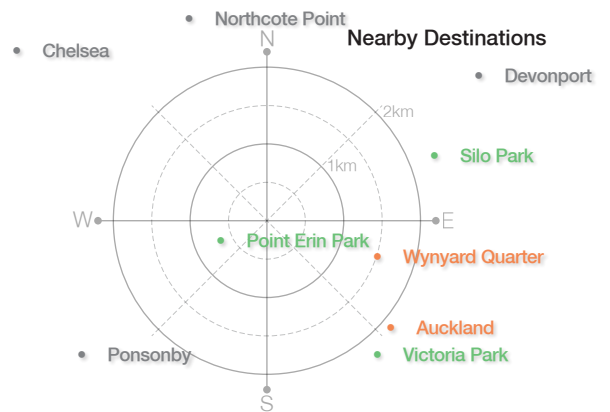 Northcote Point
Nearby Destinations
N
Chelsea
Devonport
2km
Silo Park
1km
W
E
Point Erin Park
Wynyard Quarter
Auckland
Ponsonby
Victoria Park
S